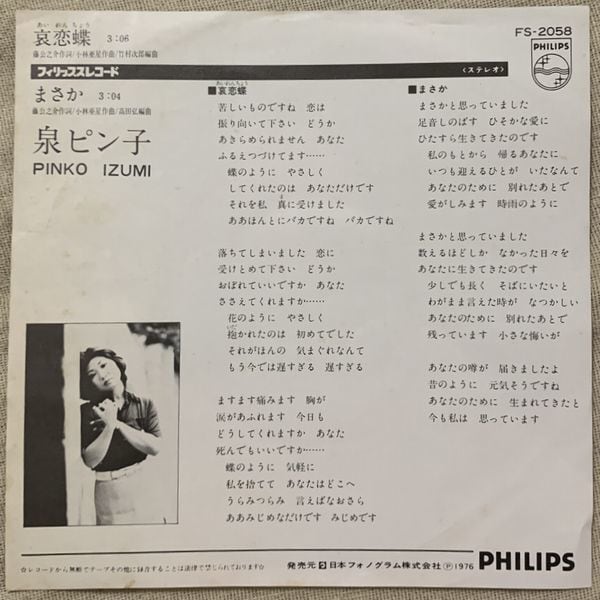 あい れん ちょう
哀恋蝶 3:06
藤公之介作詞/小林亜星作曲/竹村次郎編曲
フィリップスレコード
まさか 3:04
藤公之介作詞/小林亜星作曲/高田弘編曲
泉ピン子
PINKO IZUMI
FS-2058
PHILIPS
〈ステレオ〉
あいれんちょう
■哀恋蝶
苦しいものですね 恋は
振り向いて下さい どうか
あきらめられません あなた
ふるえつづけてます……
蝶のように やさしく
してくれたのは あなただけです
それを私 真に受けました
ああほんとにバカですね バカですね
落ちてしまいました 恋に
受けとめて下さい どうか
おぼれていいですか あなた
ささえてくれますか……
花のように やさしく
抱かれたのは 初めてでした
それがほんの 気まぐれなんて
もう今では遅すぎる 遅すぎる
ますます痛みます 胸が
涙があふれます 今日も
どうしてくれますか あなた
死んでもいいですか……
蝶のように 気軽に
私を捨てて あなたはどこへ
うらみつらみ 言えばなおさら
ああみじめなだけです みじめです
■まさか
まさかと思っていました
足音しのばす ひそかな愛に
ひたすら生きてきたのです
私のもとから 帰るあなたに
いつも迎えるひとが いたなんて
あなたのために 別れたあとで
愛がしみます 時雨のように
まさかと思っていました
数えるほどしか なかった日々を
あなたに生きてきたのです
少しでも長く そばにいたいと
わがまま言えた時が なつかしい
あなたのために 別れたあとで
残っています 小さな悔いが
あなたの噂が 届きましたよ
昔のように 元気そうですね
あなたのために 生まれてきたと
今も私は 思っています
☆レコードから無断でテープその他に録音することは法律で禁じられております☆
発売元 日本フォノグラム株式会社 Ⓟ1976
PHILIPS